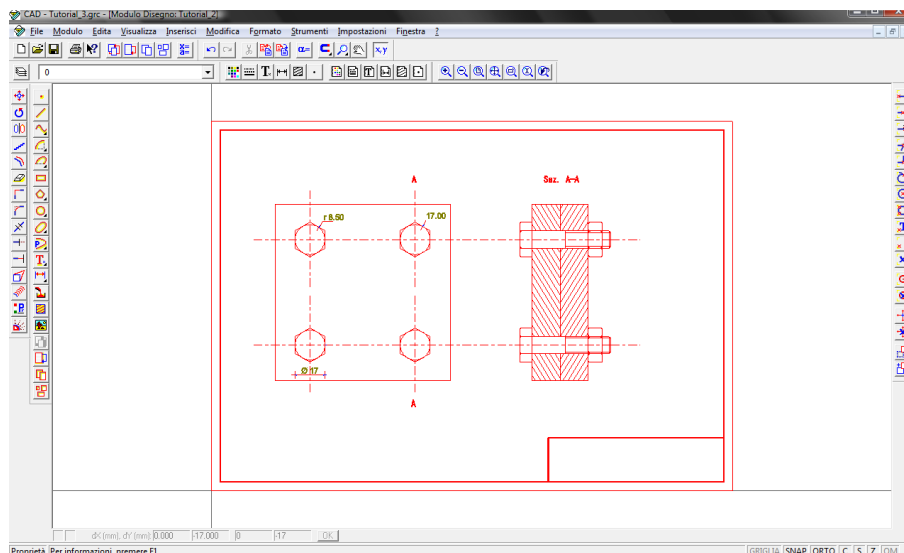 CAD - Tutorial_3.grc - [Modulo Disegno: Tutorial_2]
File Modulo Edita Visualizza Inserisci Modifica Formato Strumenti Impostazioni Finestra ?
α= x,y
0
T
A
Sez. A-A
r 8.50
17.00
Ø 17
A
dX (mm), dY (mm): 0.000 -17.000 0 -17 OK
Proprietà Per informazioni, premere F1 GRIGLIA SNAP ORTO C S Z OM